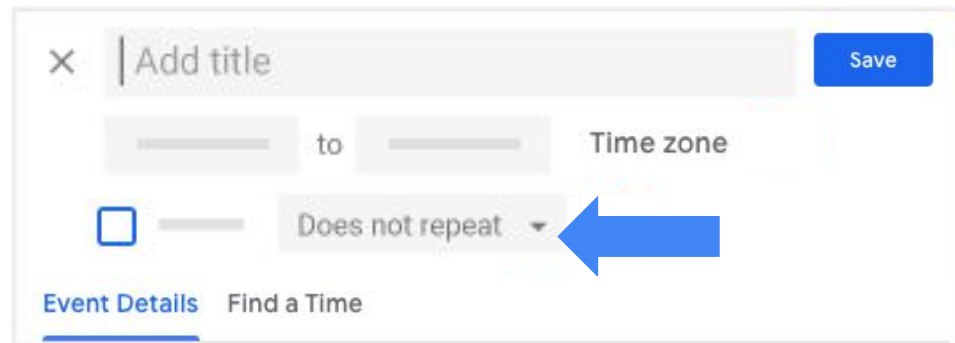 Add title
Save
to
Time zone
Does not repeat
Event Details
Find a Time